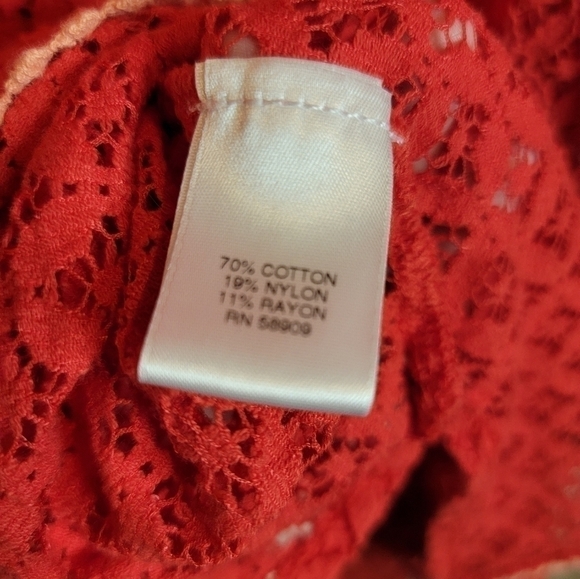 70% COTTON
19% NYLON
11% RAYON
RN 58909